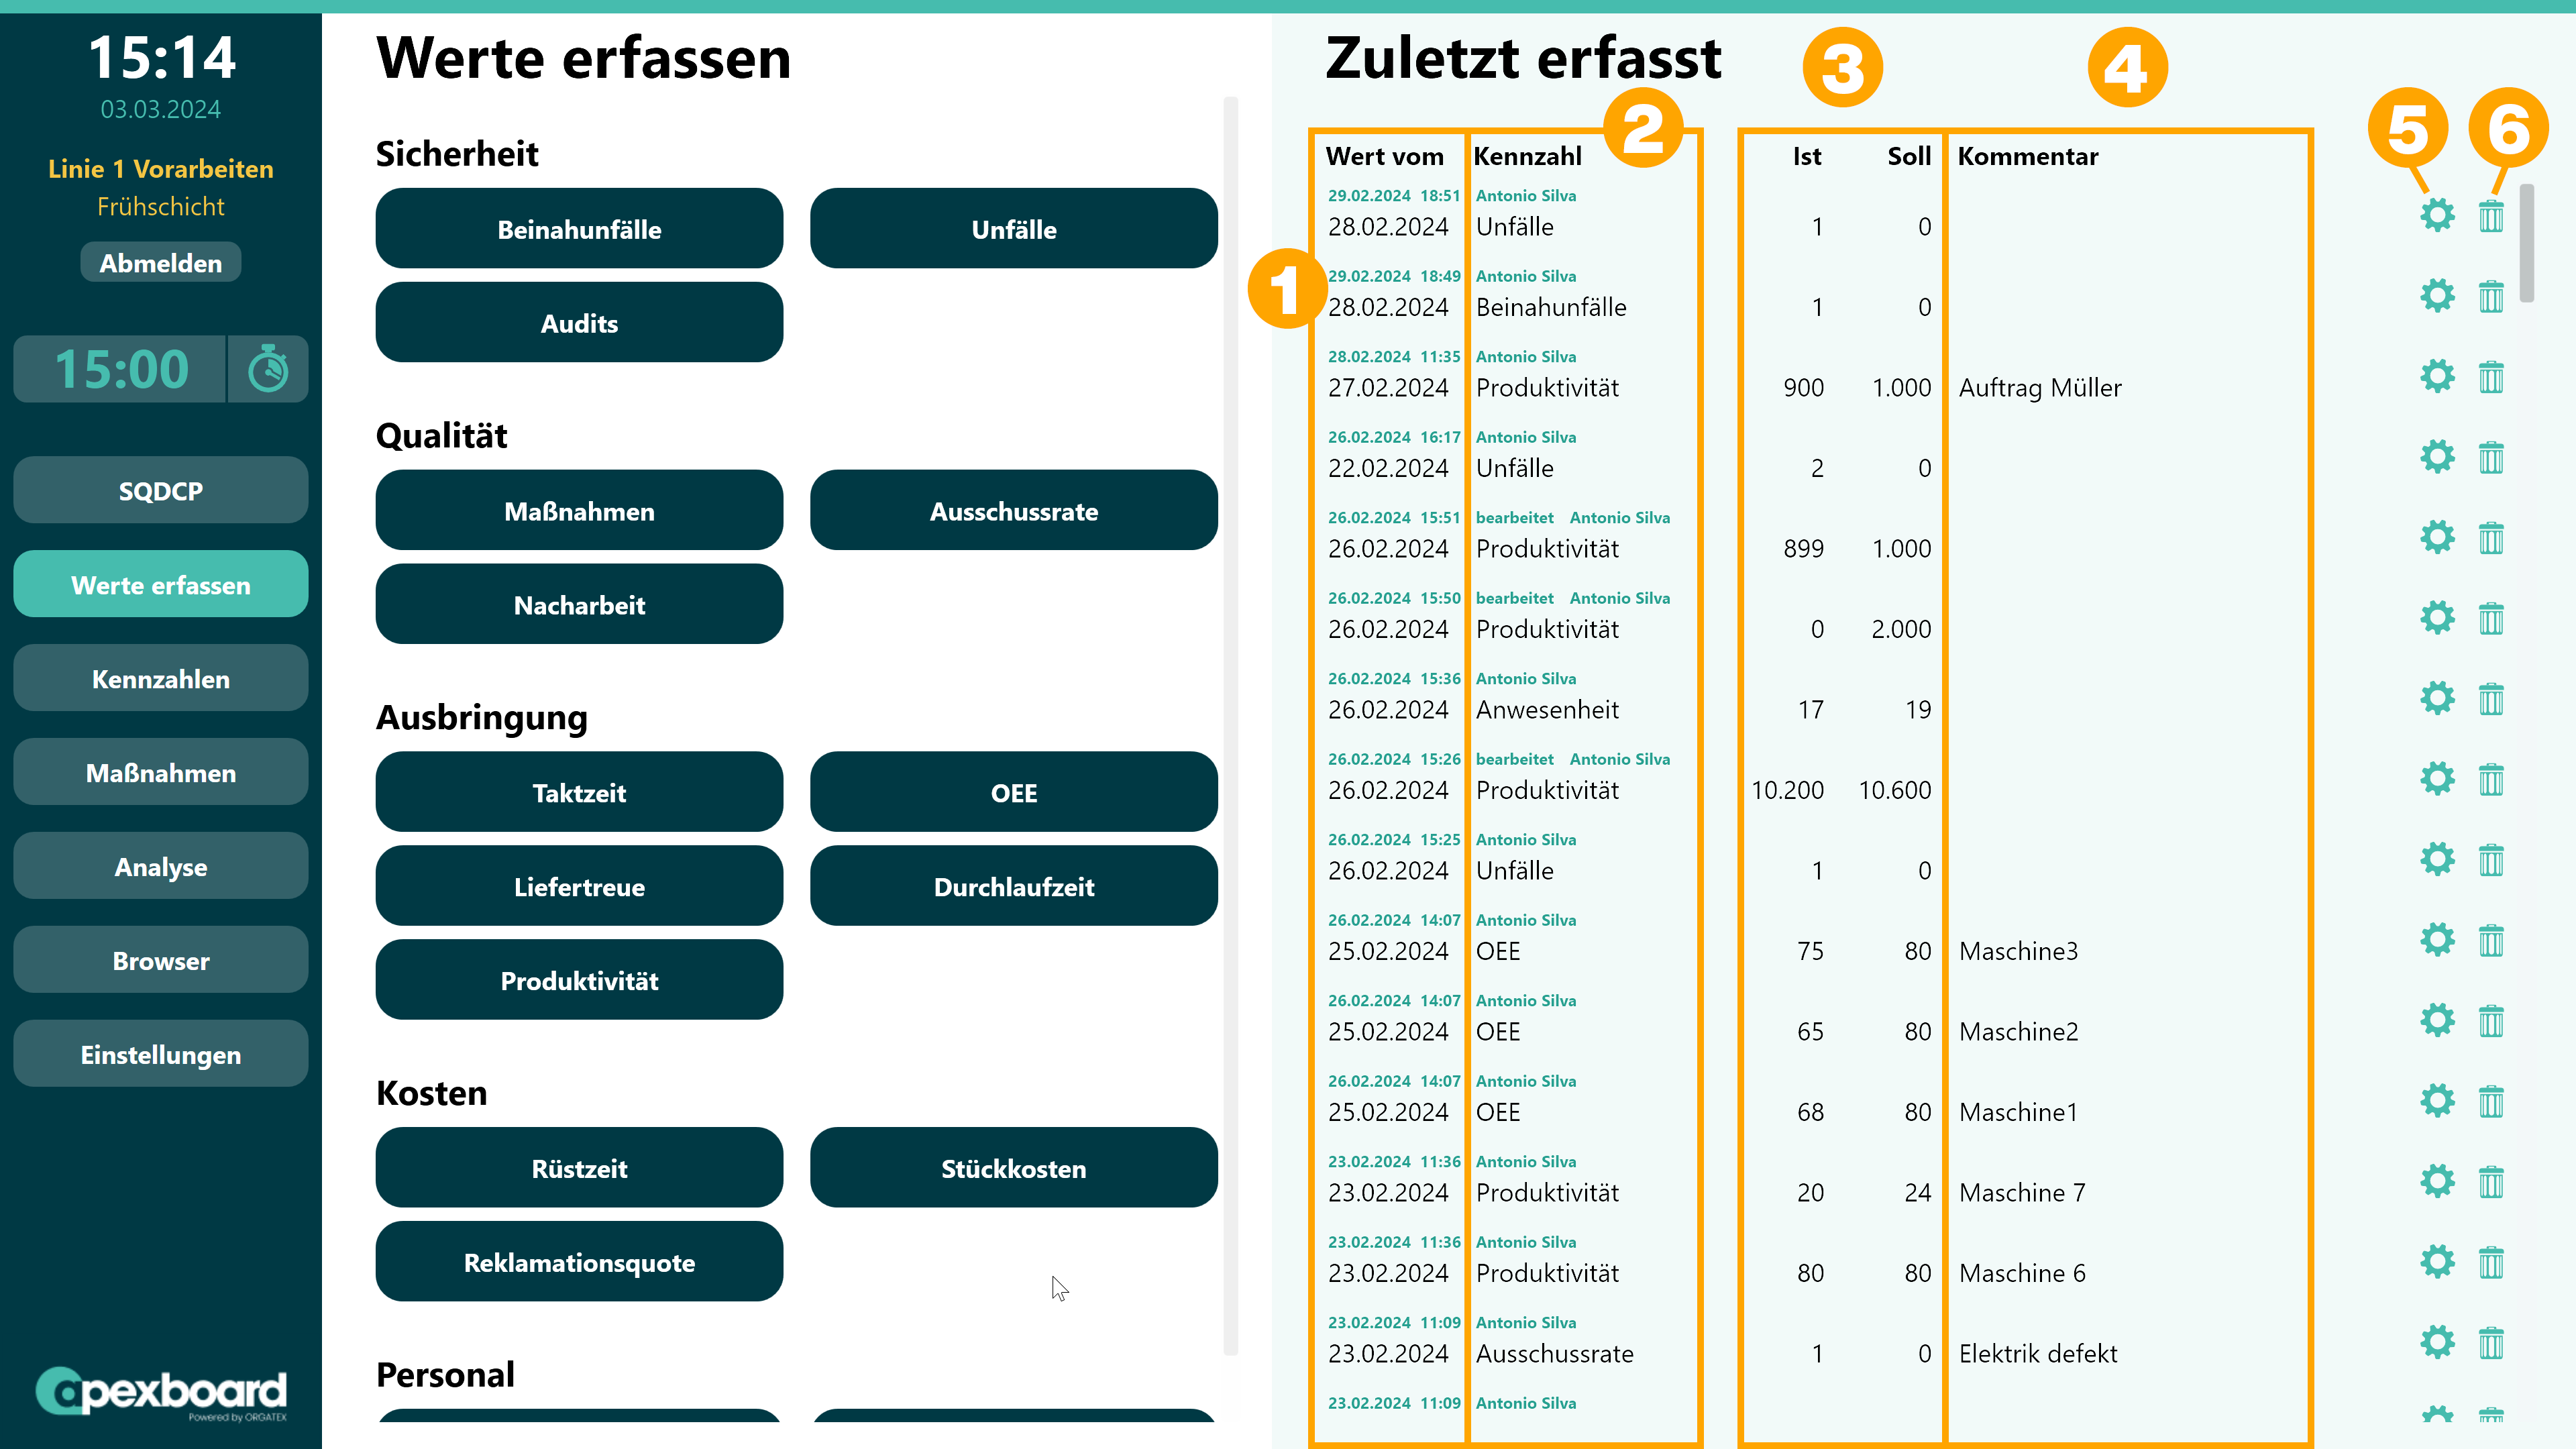 15:14
03.03.2024
Linie 1 Vorarbeiten
Frühschicht
Abmelden
15:00
SQDCP
Werte erfassen
Kennzahlen
Maßnahmen
Analyse
Browser
Einstellungen
apexboard
Powered by ORGATEX
Werte erfassen
Sicherheit
Beinahunfälle Unfälle
Audits
Qualität
Maßnahmen Ausschussrate
Nacharbeit
Ausbringung
Taktzeit OEE
Liefertreue Durchlaufzeit
Produktivität
Kosten
Rüstzeit Stückkosten
Reklamationsquote
Personal
Zuletzt erfasst
1
2
3
4
5
6
Wert vom Kennzahl Ist Soll Kommentar
29.02.2024 18:51 Antonio Silva
28.02.2024 Unfälle 1 0
29.02.2024 18:49 Antonio Silva
28.02.2024 Beinahunfälle 1 0
28.02.2024 11:35 Antonio Silva
27.02.2024 Produktivität 900 1.000 Auftrag Müller
26.02.2024 16:17 Antonio Silva
22.02.2024 Unfälle 2 0
26.02.2024 15:51 bearbeitet Antonio Silva
26.02.2024 Produktivität 899 1.000
26.02.2024 15:50 bearbeitet Antonio Silva
26.02.2024 Produktivität 0 2.000
26.02.2024 15:36 Antonio Silva
26.02.2024 Anwesenheit 17 19
26.02.2024 15:26 bearbeitet Antonio Silva
26.02.2024 Produktivität 10.200 10.600
26.02.2024 15:25 Antonio Silva
26.02.2024 Unfälle 1 0
26.02.2024 14:07 Antonio Silva
25.02.2024 OEE 75 80 Maschine3
26.02.2024 14:07 Antonio Silva
25.02.2024 OEE 65 80 Maschine2
26.02.2024 14:07 Antonio Silva
25.02.2024 OEE 68 80 Maschine1
23.02.2024 11:36 Antonio Silva
23.02.2024 Produktivität 20 24 Maschine 7
23.02.2024 11:36 Antonio Silva
23.02.2024 Produktivität 80 80 Maschine 6
23.02.2024 11:09 Antonio Silva
23.02.2024 Ausschussrate 1 0 Elektrik defekt
23.02.2024 11:09 Antonio Silva